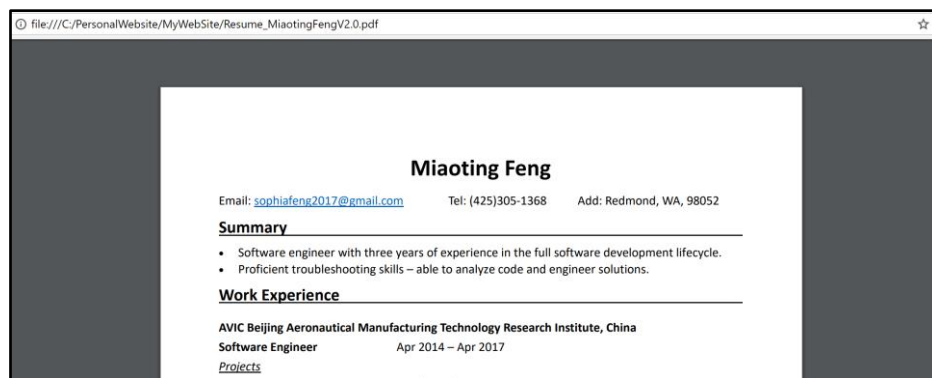 file:///C:/PersonalWebsite/MyWebSite/Resume_MiaotingFengV2.0.pdf
Miaoting Feng
Email: sophiafeng2017@gmail.com Tel: (425)305-1368 Add: Redmond, WA, 98052
Summary
• Software engineer with three years of experience in the full software development lifecycle.
• Proficient troubleshooting skills – able to analyze code and engineer solutions.
Work Experience
AVIC Beijing Aeronautical Manufacturing Technology Research Institute, China
Software Engineer Apr 2014 – Apr 2017
Projects